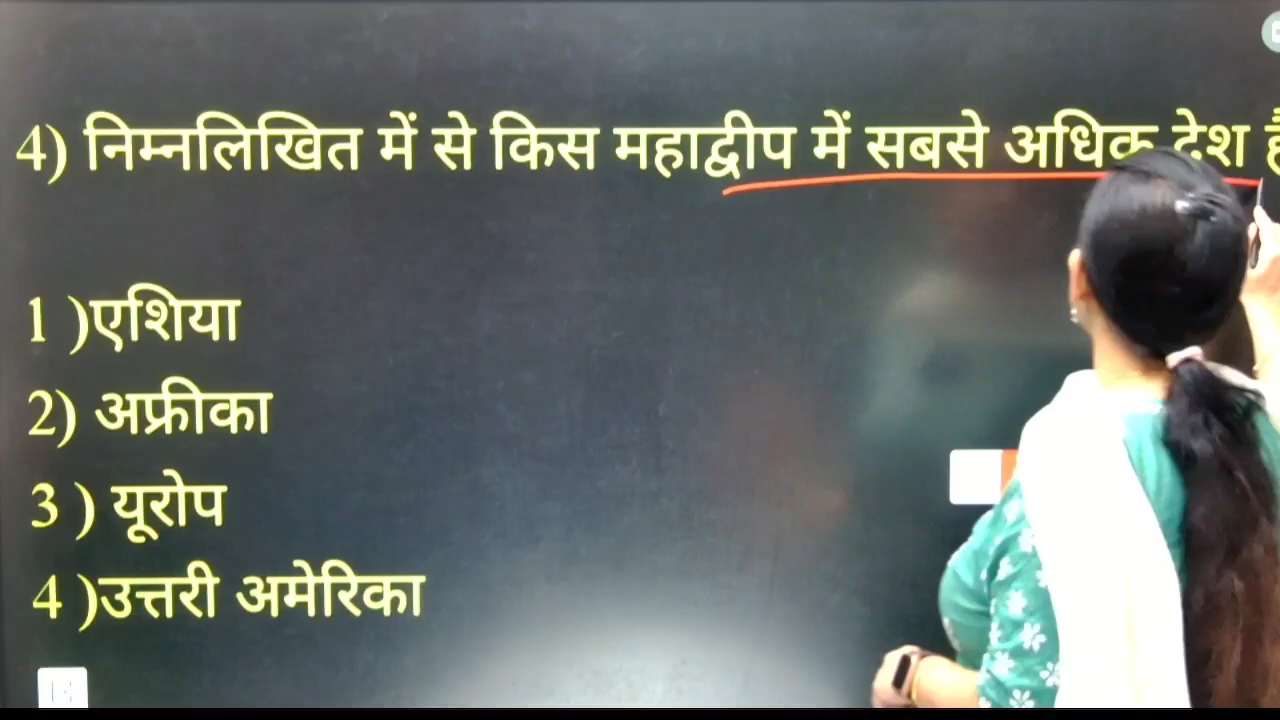 4) निम्नलिखित में से किस महाद्वीप में सबसे अधिक देश
1 )एशिया
2) अफ्रीका
3 ) यूरोप
4 )उत्तरी अमेरिका